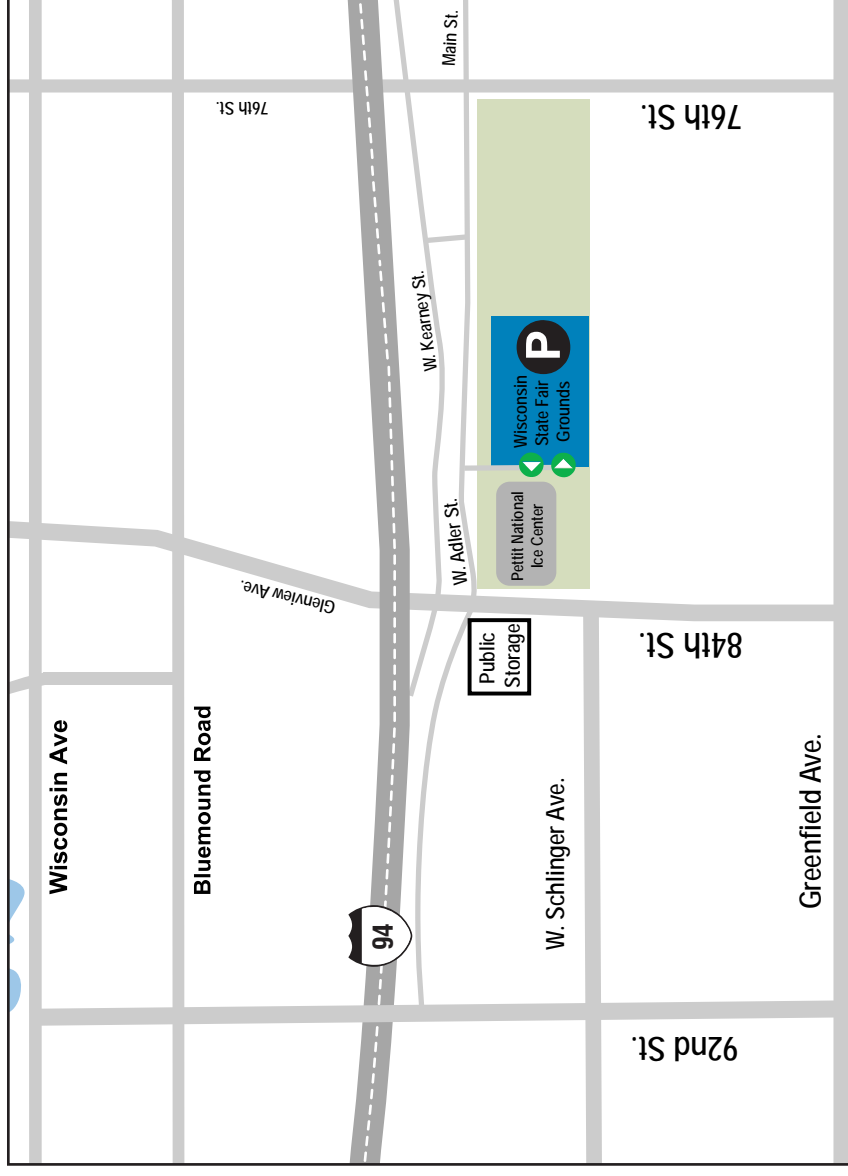 Wisconsin Ave
Bluemound Road
76th St.
Glenview Ave.
94
W. Kearney St.
Main St.
W. Adler St.
Public
Storage
Pettit National
Ice Center
Wisconsin
State Fair
Grounds
P
W. Schlinger Ave.
92nd St.
84th St.
76th St.
Greenfield Ave.